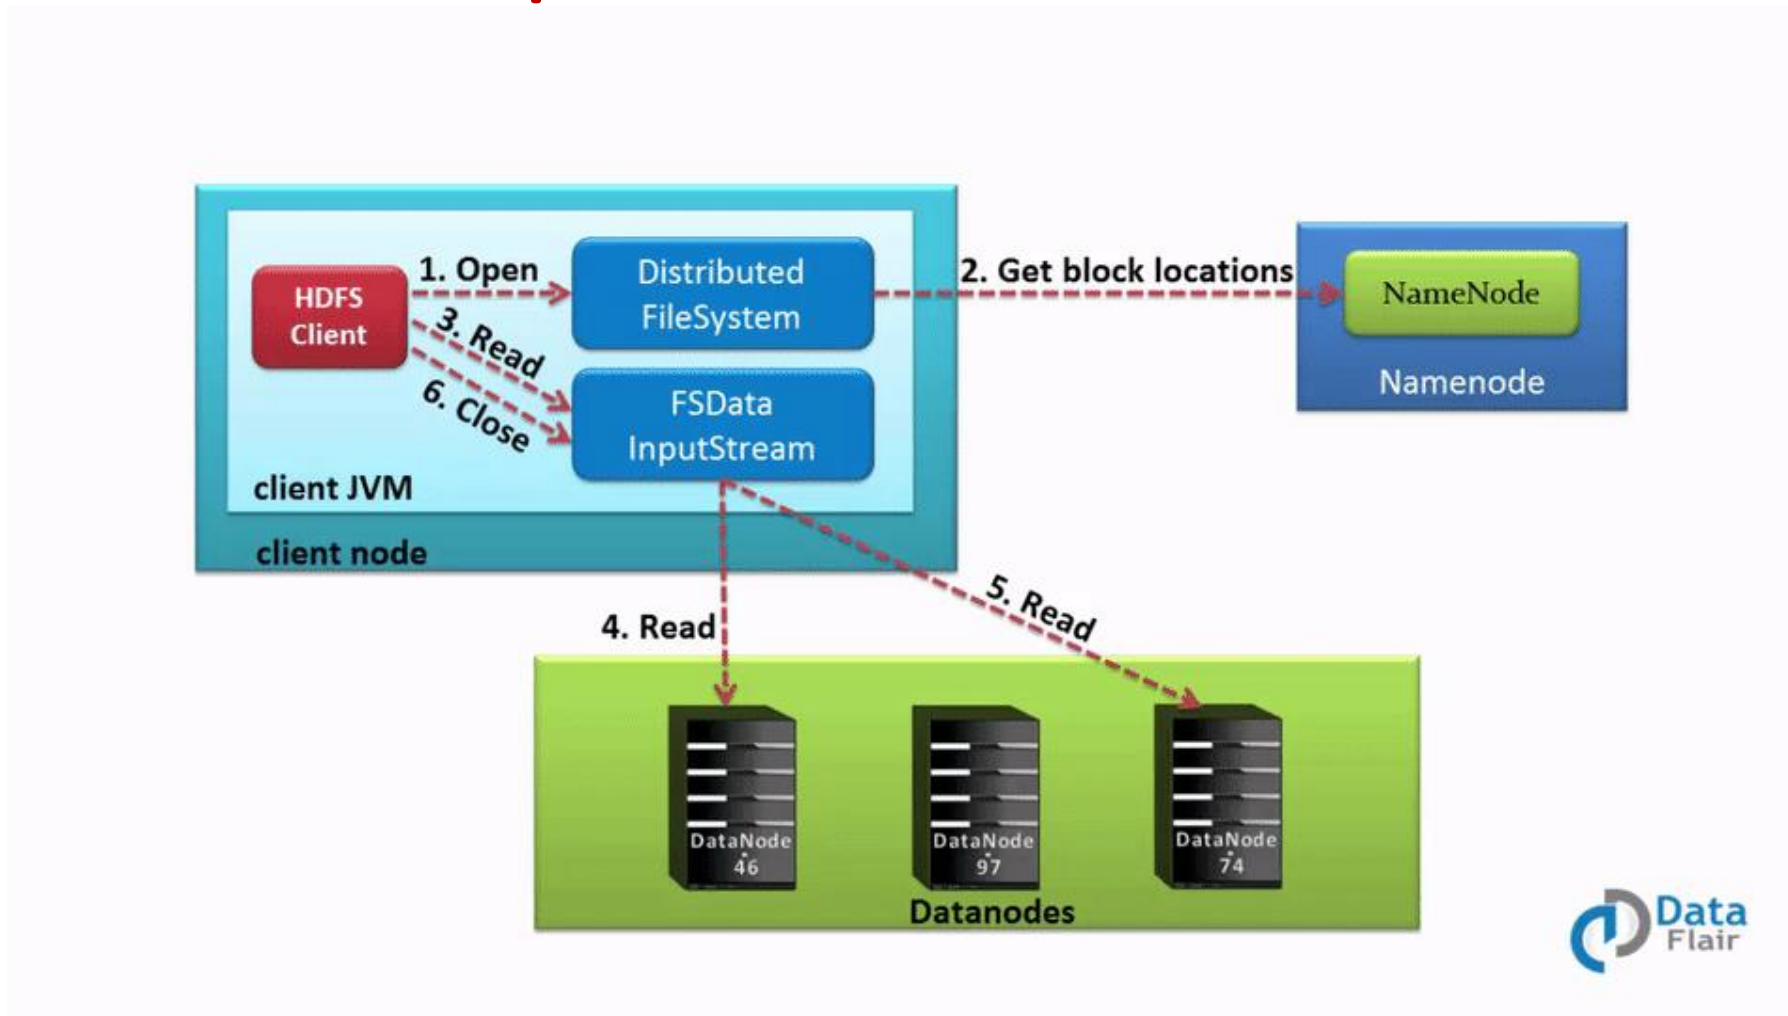 1. Open
HDFS
Client
3. Read
6. Close
Distributed
FileSystem
FSData
InputStream
client JVM
client node
2. Get block locations
NameNode
Namenode
4. Read
5. Read
DataNode
46
DataNode
97
DataNode
74
Datanodes
Data
Flair